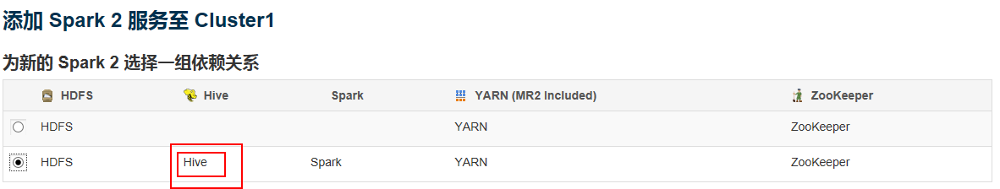 添加 Spark 2 服务至 Cluster1
为新的 Spark 2 选择一组依赖关系
HDFS Hive Spark YARN (MR2 Included) ZooKeeper
HDFS YARN ZooKeeper
HDFS Hive Spark YARN ZooKeeper